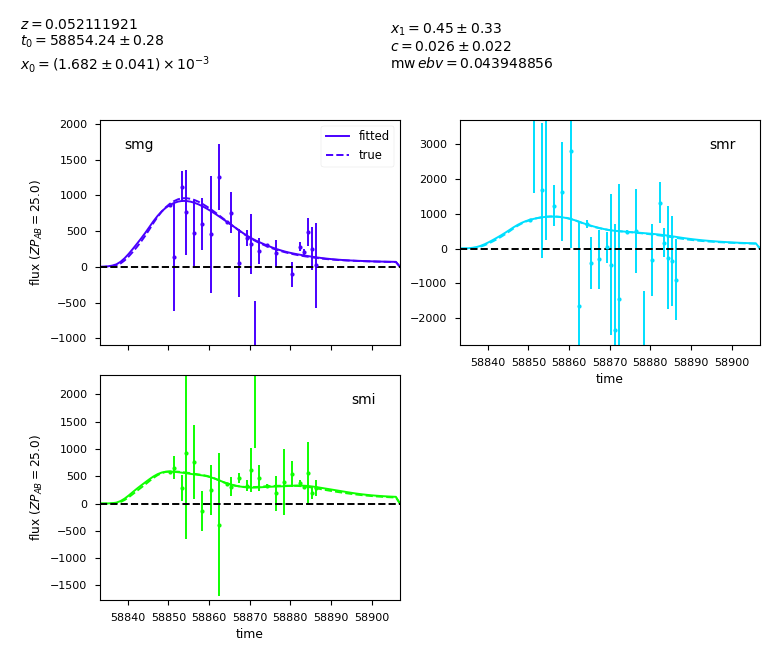 z = 0.052111921
t₀ = 58854.24 ± 0.28
x₀ = (1.682 ± 0.041) × 10⁻³
x₁ = 0.45 ± 0.33
c = 0.026 ± 0.022
mw ebv = 0.043948856
smg
fitted
true
2000
1500
1000
500
0
−500
−1000
flux (ZP_AB = 25.0)
smr
3000
2000
1000
0
−1000
−2000
58840 58850 58860 58870 58880 58890 58900
time
smi
2000
1500
1000
500
0
−500
−1000
−1500
flux (ZP_AB = 25.0)
58840 58850 58860 58870 58880 58890 58900
time